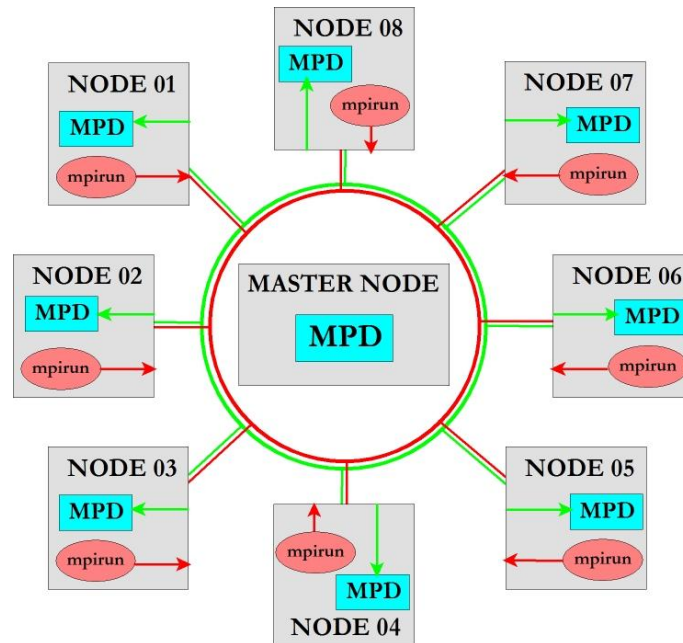 NODE 08
MPD
mpirun
NODE 01
MPD
mpirun
NODE 07
MPD
mpirun
NODE 02
MPD
mpirun
MASTER NODE
MPD
NODE 06
MPD
mpirun
NODE 03
MPD
mpirun
NODE 05
MPD
mpirun
mpirun
MPD
NODE 04